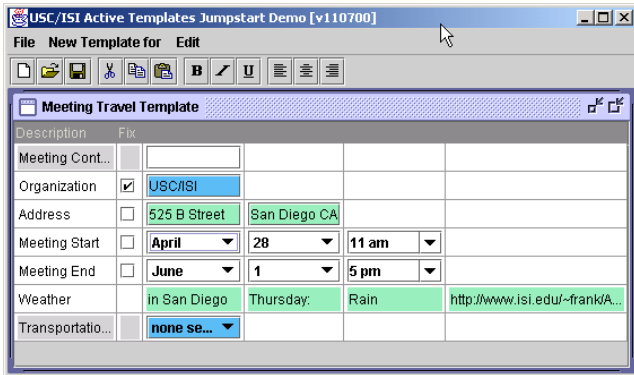 USC/ISI Active Templates Jumpstart Demo [v110700]
File New Template for Edit
B I U
Meeting Travel Template
Description Fix
Meeting Cont...
Organization USC/ISI
Address 525 B Street San Diego CA
Meeting Start April 28 11 am
Meeting End June 1 5 pm
Weather in San Diego Thursday: Rain http://www.isi.edu/~frank/A...
Transportatio... none se...